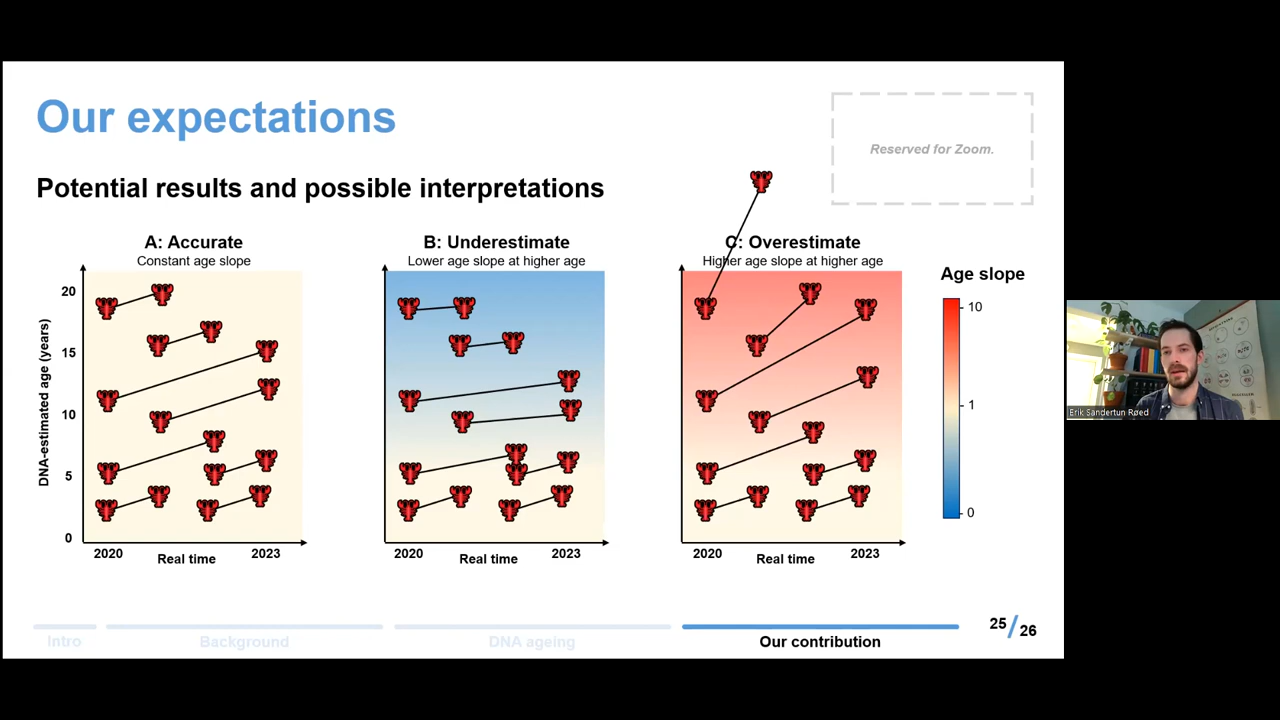 Our expectations
Reserved for Zoom.
Potential results and possible interpretations
A: Accurate
Constant age slope
B: Underestimate
Lower age slope at higher age
C: Overestimate
Higher age slope at higher age
Age slope
10
1
0
DNA-estimated age (years)
20
15
10
5
0
2020
2023
Real time
2020
2023
Real time
2020
2023
Real time
Erik Sandertun Røed
25/26
Intro
Background
DNA ageing
Our contribution